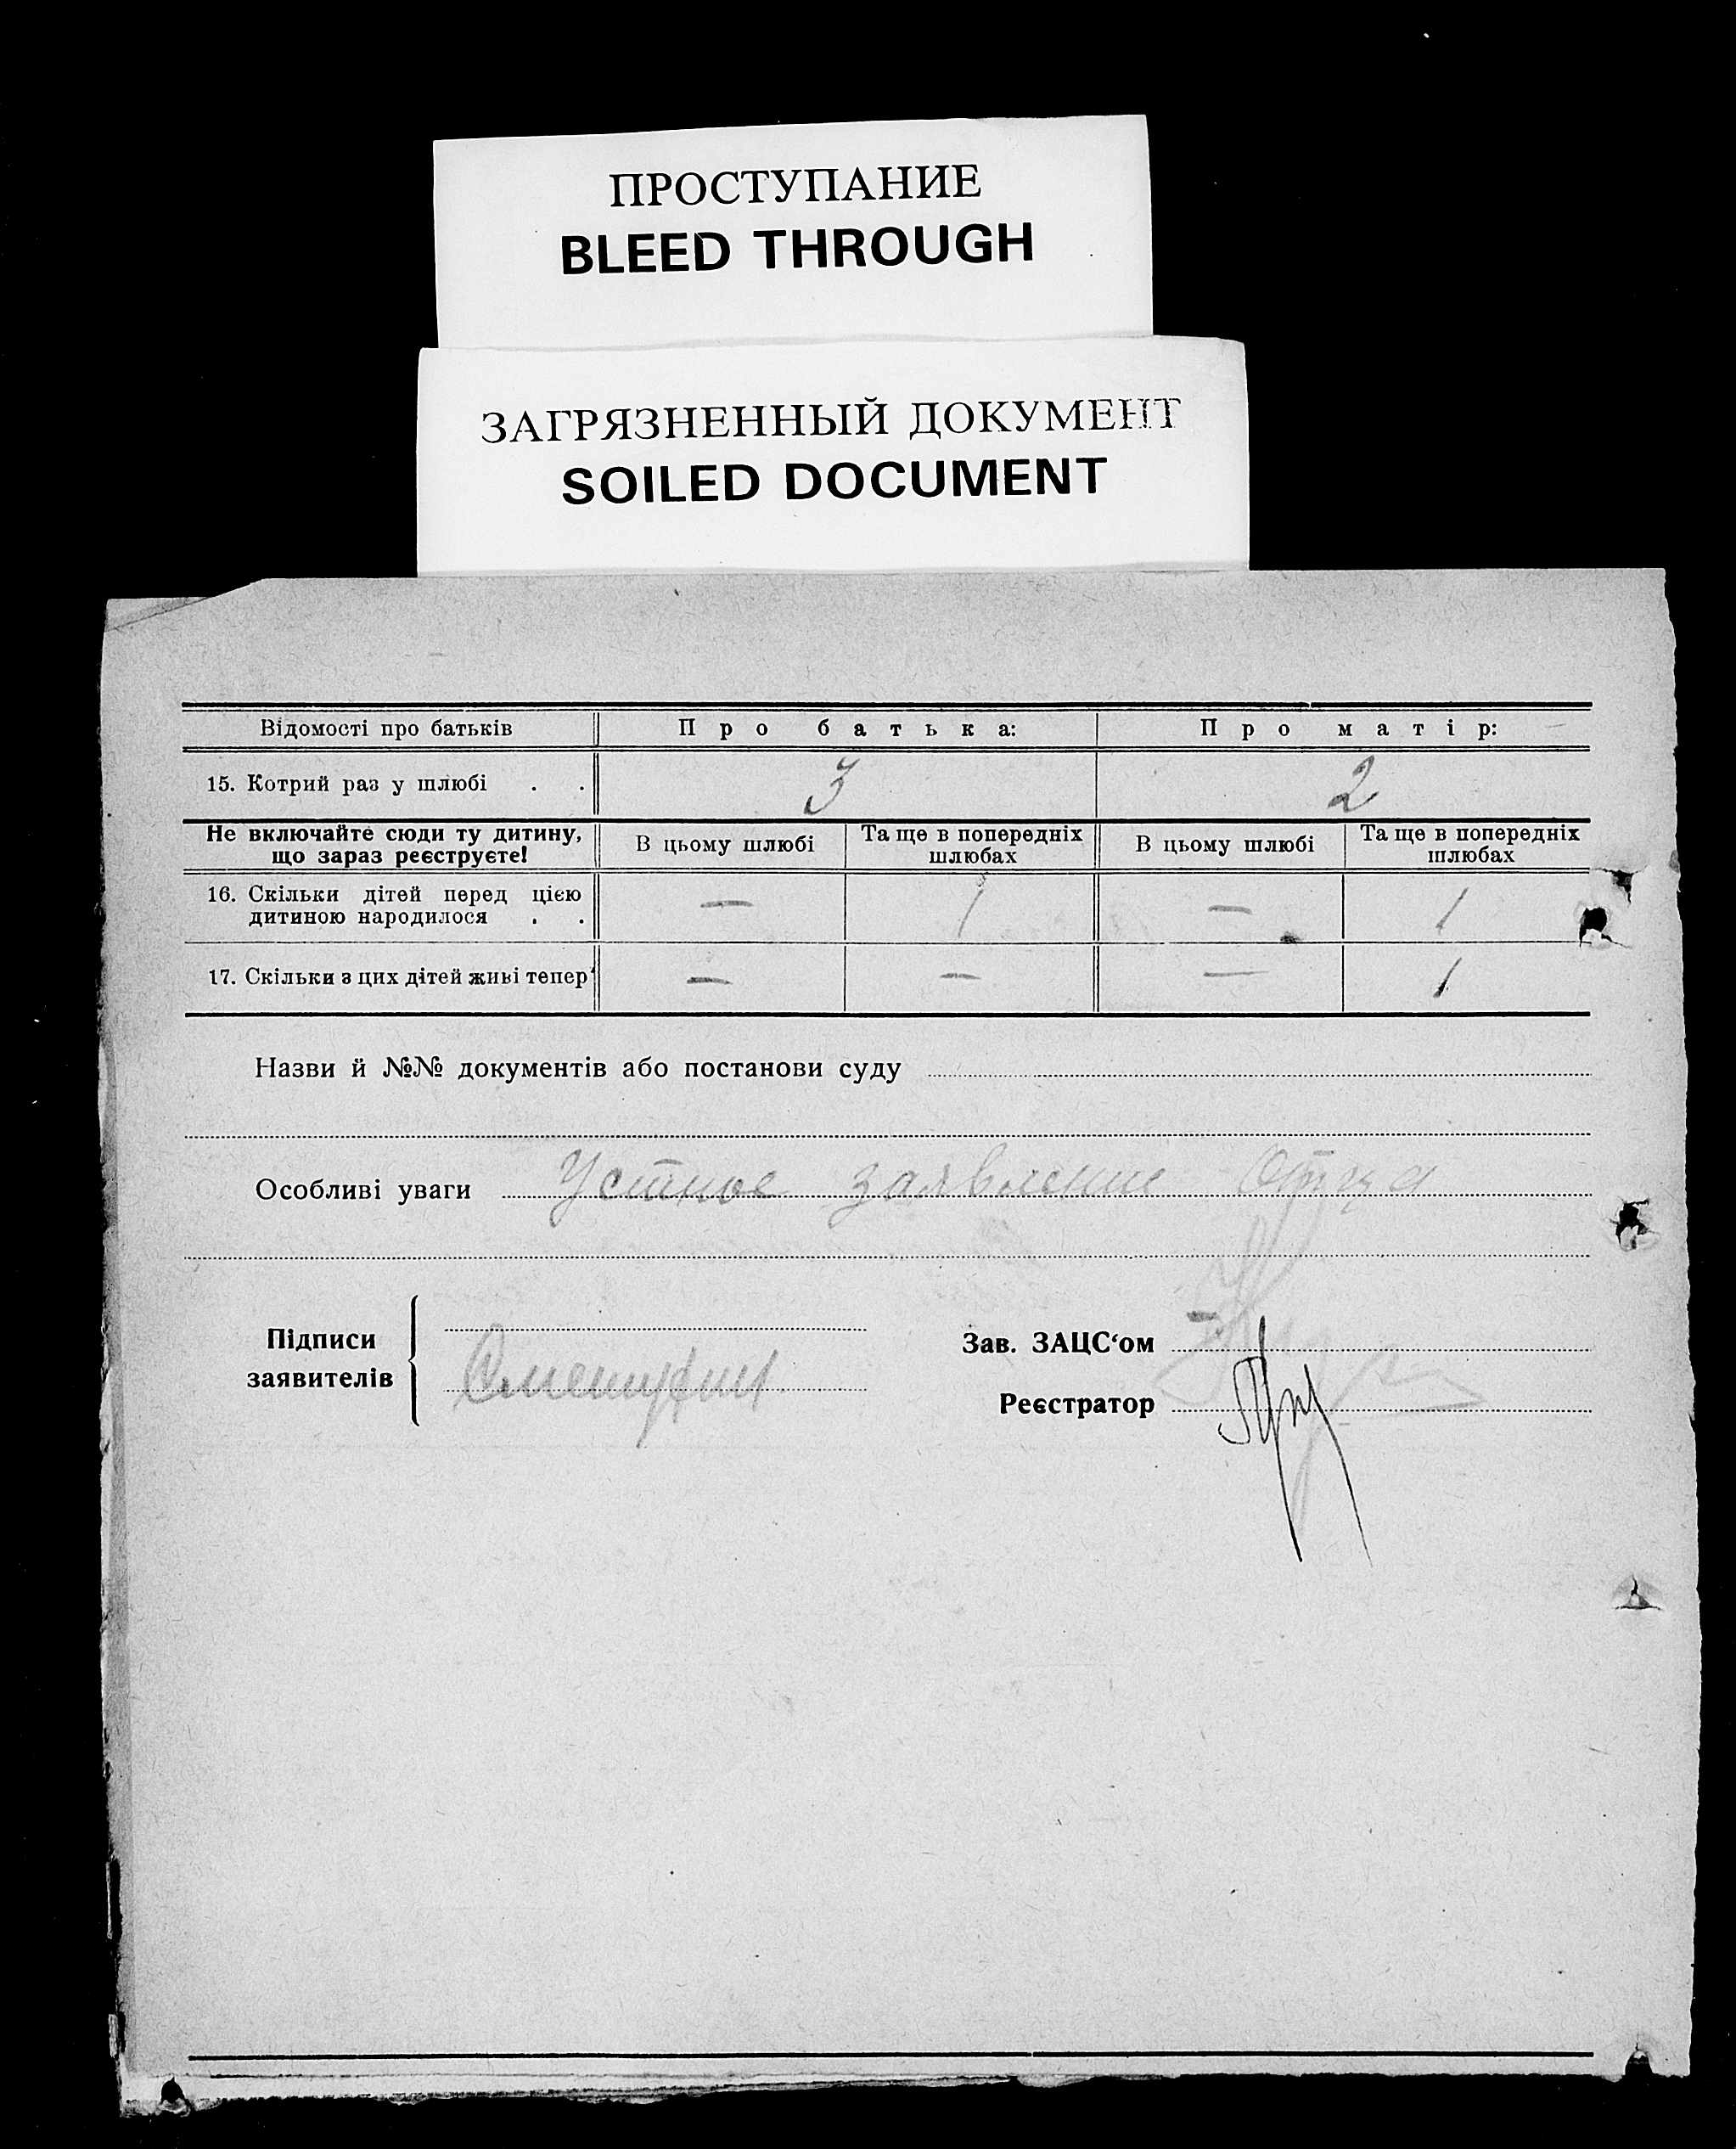 ПРОСТУПАНИЕ
BLEED THROUGH
ЗАГРЯЗНЕННЫЙ ДОКУМЕНТ
SOILED DOCUMENT
Відомості про батьків Про батька: Про матір:
15. Котрий раз у шлюбі . . 3 2
Не включайте сюди ту дитину, що зараз реєструєте! В цьому шлюбі Та ще в попередніх шлюбах В цьому шлюбі Та ще в попередніх шлюбах
16. Скільки дітей перед цією
дитиною народилося . . — 1 — 1
17. Скільки з цих дітей живі тепер — — — 1
Назви й №№ документів або постанови суду
Особливі уваги Устное заявление Отца
Підписи
заявителів
Зав. ЗАЦС‘ом
Реєстратор